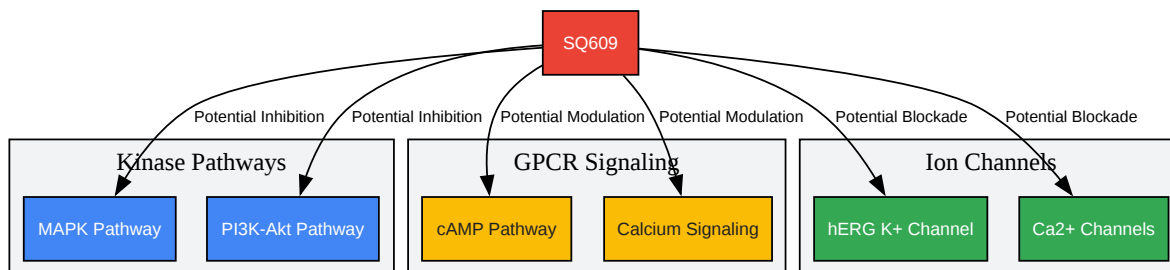 SQ609
Potential Inhibition
Potential Inhibition
Potential Modulation
Potential Modulation
Potential Blockade
Potential Blockade
Kinase Pathways
GPCR Signaling
Ion Channels
MAPK Pathway
PI3K-Akt Pathway
cAMP Pathway
Calcium Signaling
hERG K+ Channel
Ca2+ Channels